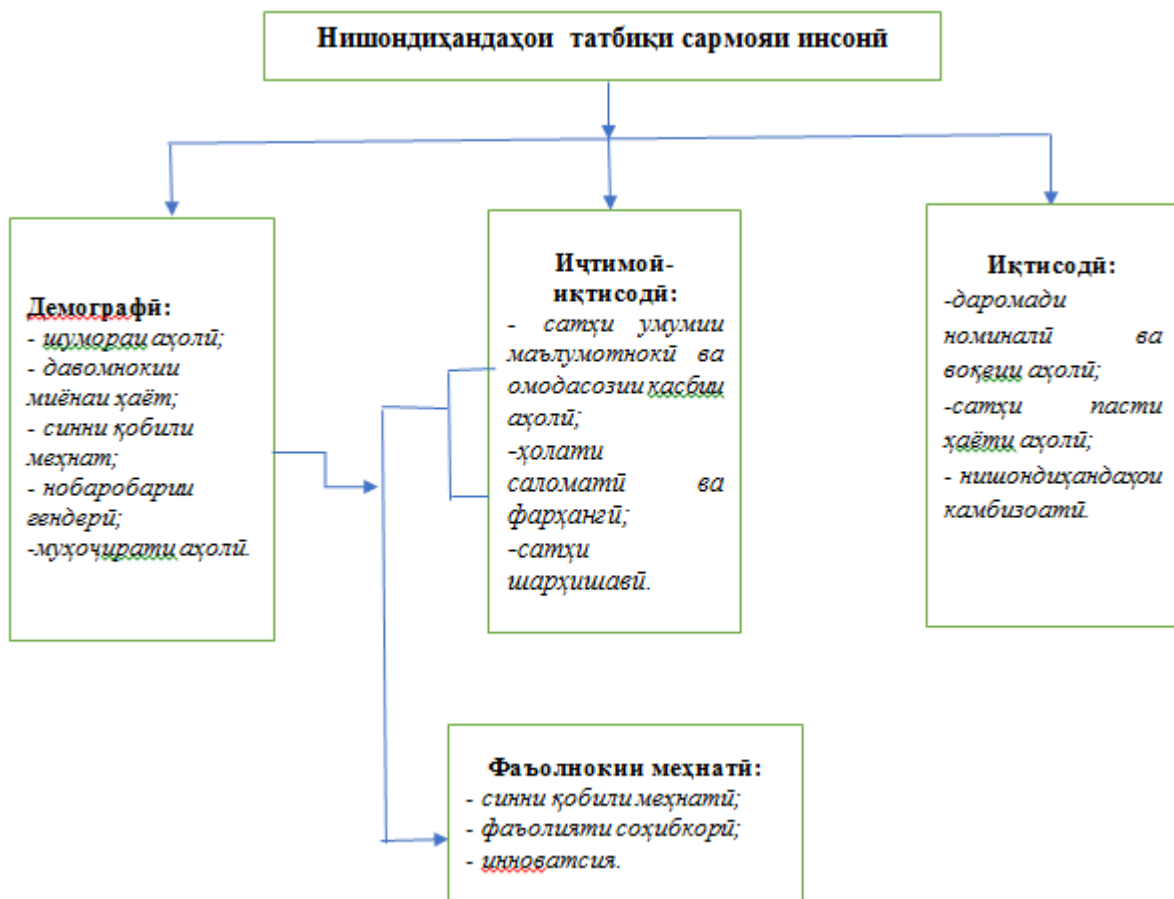 Нишондиҳандаҳои татбиқи сармояи инсонӣ
Демографӣ:
- шумораи аҳолӣ;
- давомнокии
миёнаи ҳаёт;
- синни қобили
меҳнат;
- нобаробарии
гендерӣ;
-муҳоҷирати аҳолӣ.
Иҷтимоӣ-
иқтисодӣ:
- сатҳи умумии
маълумотнокӣ ва
омодасозии касбии
аҳолӣ;
-ҳолати
саломатӣ ва
фарҳангӣ;
-сатҳи
шарҳишавӣ.
Иқтисодӣ:
-даромади
номиналӣ ва
воқеии аҳолӣ;
-сатҳи пасти
ҳаёти аҳолӣ;
- нишондиҳандаҳои
камбизоатӣ.
Фаъолнокии меҳнатӣ:
- синни қобили меҳнатӣ;
- фаъолияти соҳибкорӣ;
- инноватсия.